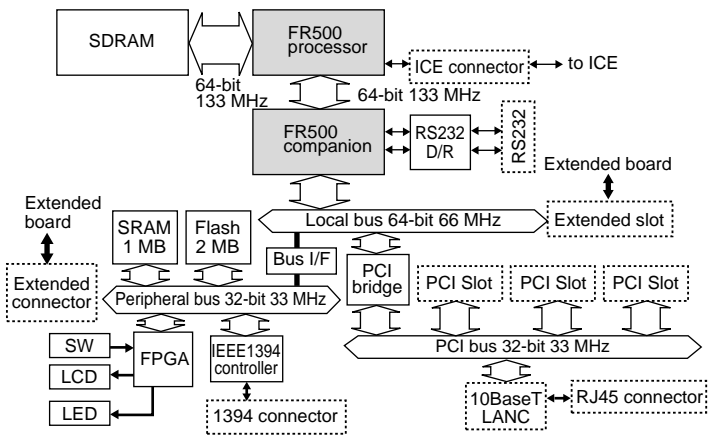 SDRAM
FR500
processor
64-bit
133 MHz
64-bit 133 MHz
ICE connector
to ICE
FR500
companion
RS232
D/R
RS232
Extended board
Local bus 64-bit 66 MHz
Extended slot
Extended
board
SRAM
1 MB
Flash
2 MB
Bus I/F
PCI
bridge
PCI Slot
PCI Slot
PCI Slot
Extended
connector
Peripheral bus 32-bit 33 MHz
PCI bus 32-bit 33 MHz
SW
LCD
LED
FPGA
IEEE1394
controller
1394 connector
10BaseT
LANC
RJ45 connector